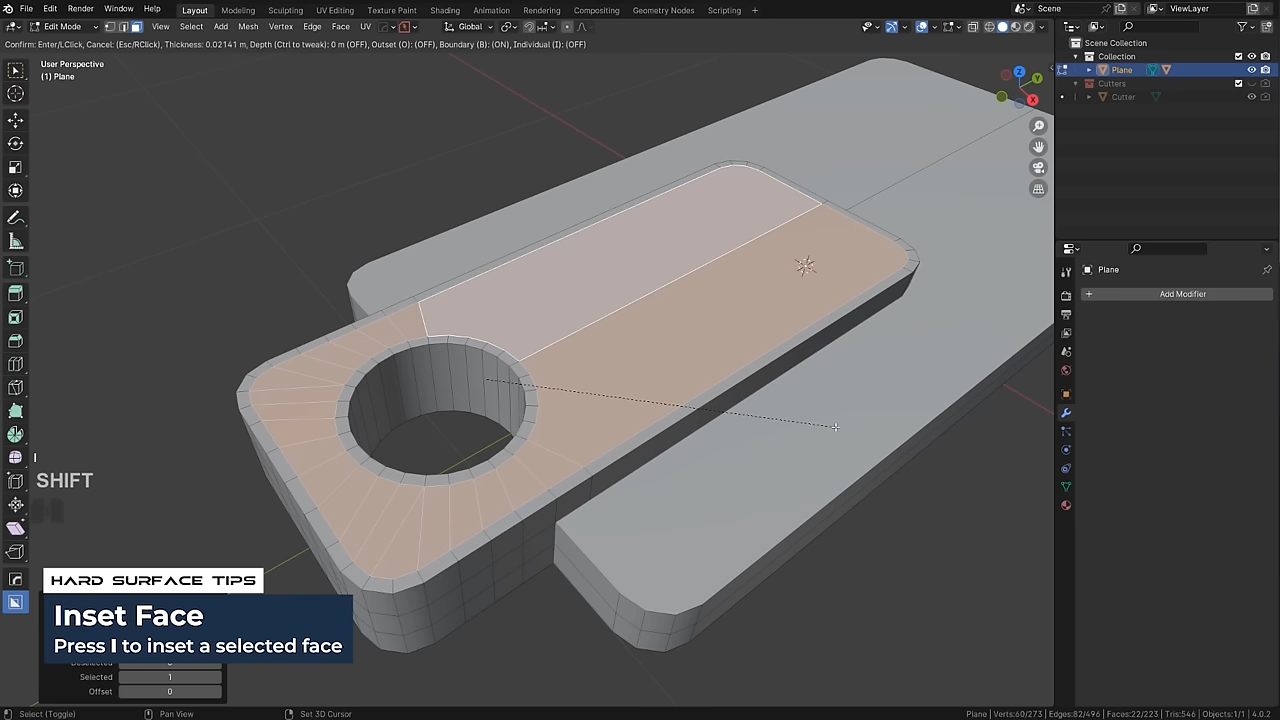 File Edit Render Window Help Layout Modeling Sculpting UV Editing Texture Paint Shading Animation Rendering Compositing Geometry Nodes Scripting + Scene ViewLayer
Edit Mode View Select Add Mesh Vertex Edge Face UV Global
Confirm: Enter/LClick, Cancel: (Esc/RClick), Thickness: 0.02141 m, Depth (Ctrl to tweak): 0 m (OFF), Outset (O): (OFF), Boundary (B): (ON), Individual (I): (OFF)
User Perspective
(1) Plane
Z
Y
X
Scene Collection
Collection
Plane
Cutters
Cutter
Plane
+ Add Modifier
I
SHIFT
HARD SURFACE TIPS
Inset Face
Press I to inset a selected face
Selected 1
Offset 0
Select (Toggle) Pan View Set 3D Cursor Plane | Verts:60/273 | Edges:82/496 | Faces:22/223 | Tris:546 | Objects:1/1 | 4.0.2